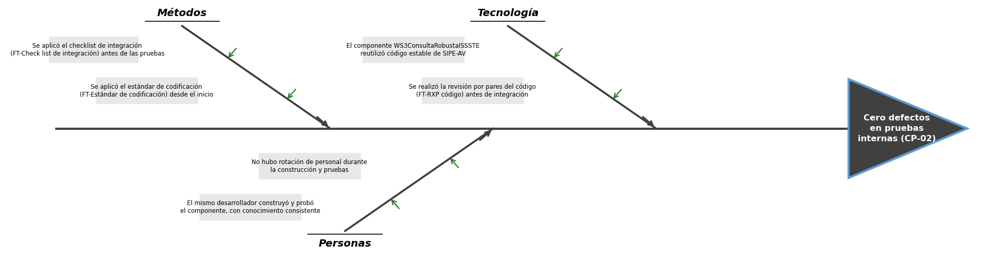 Métodos
Tecnología
Se aplicó el checklist de integración
(FT-Check list de integración) antes de las pruebas
El componente WS3ConsultaRobustaISSSTE
reutilizó código estable de SIPE-AV
Se aplicó el estándar de codificación
(FT-Estándar de codificación) desde el inicio
Se realizó la revisión por pares del código
(FT-RXP código) antes de integración
Cero defectos
en pruebas
internas (CP-02)
No hubo rotación de personal durante
la construcción y pruebas
El mismo desarrollador construyó y probó
el componente, con conocimiento consistente
Personas